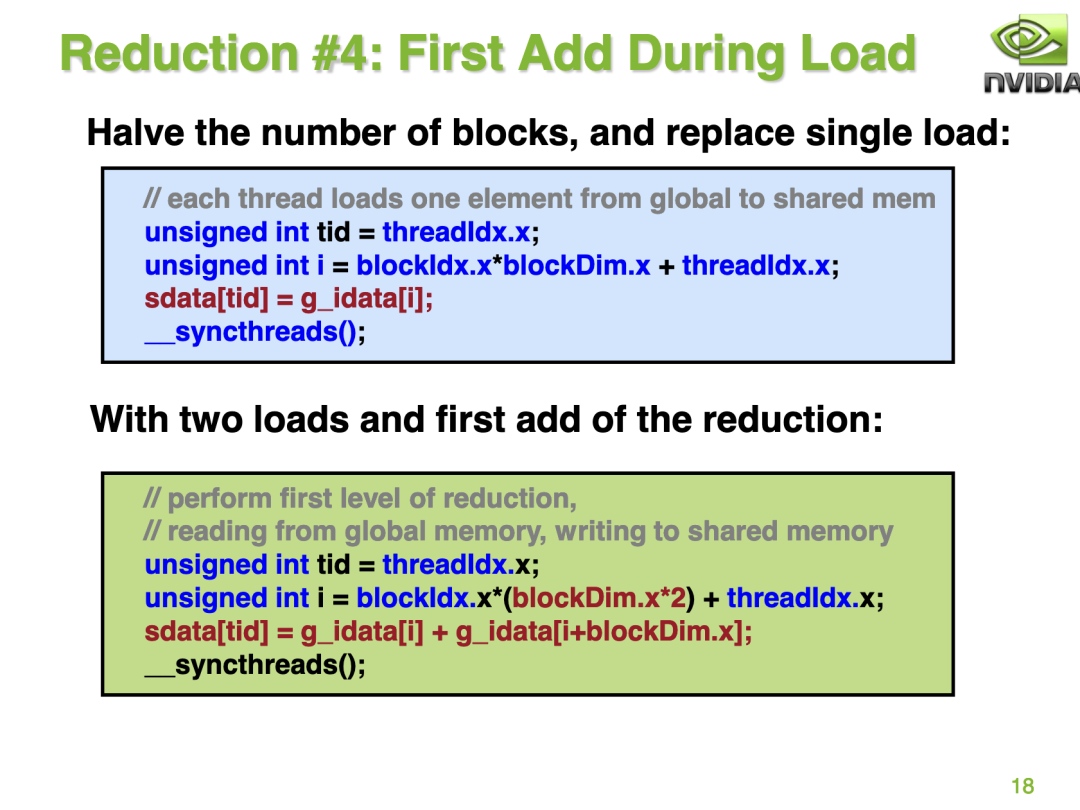 Reduction #4: First Add During Load
NVIDIA
Halve the number of blocks, and replace single load:
// each thread loads one element from global to shared mem
unsigned int tid = threadIdx.x;
unsigned int i = blockIdx.x*blockDim.x + threadIdx.x;
sdata[tid] = g_idata[i];
__syncthreads();
With two loads and first add of the reduction:
// perform first level of reduction,
// reading from global memory, writing to shared memory
unsigned int tid = threadIdx.x;
unsigned int i = blockIdx.x*(blockDim.x*2) + threadIdx.x;
sdata[tid] = g_idata[i] + g_idata[i+blockDim.x];
__syncthreads();
18